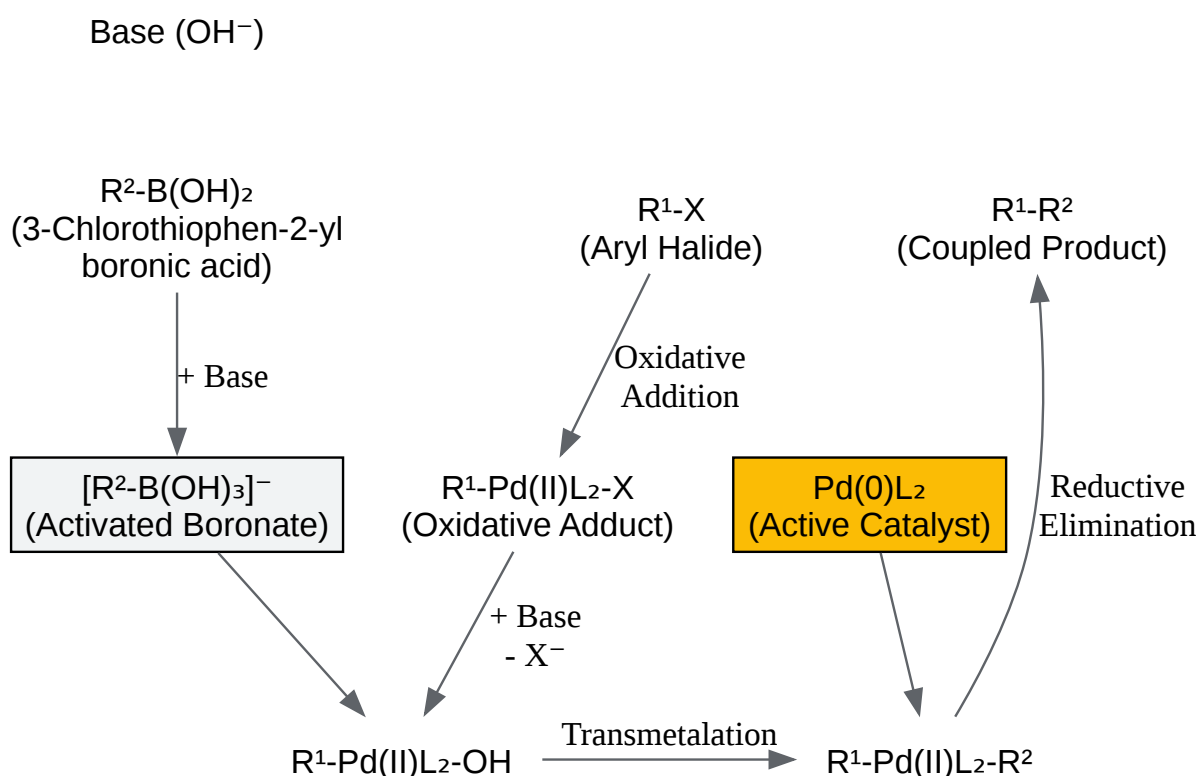 Base (OH⁻)
R²-B(OH)₂
(3-Chlorothiophen-2-yl
boronic acid)
R¹-X
(Aryl Halide)
R¹-R²
(Coupled Product)
+ Base
Oxidative
Addition
[R²-B(OH)₃]⁻
(Activated Boronate)
R¹-Pd(II)L₂-X
(Oxidative Adduct)
Pd(0)L₂
(Active Catalyst)
Reductive
Elimination
+ Base
- X⁻
Transmetalation
R¹-Pd(II)L₂-OH
R¹-Pd(II)L₂-R²